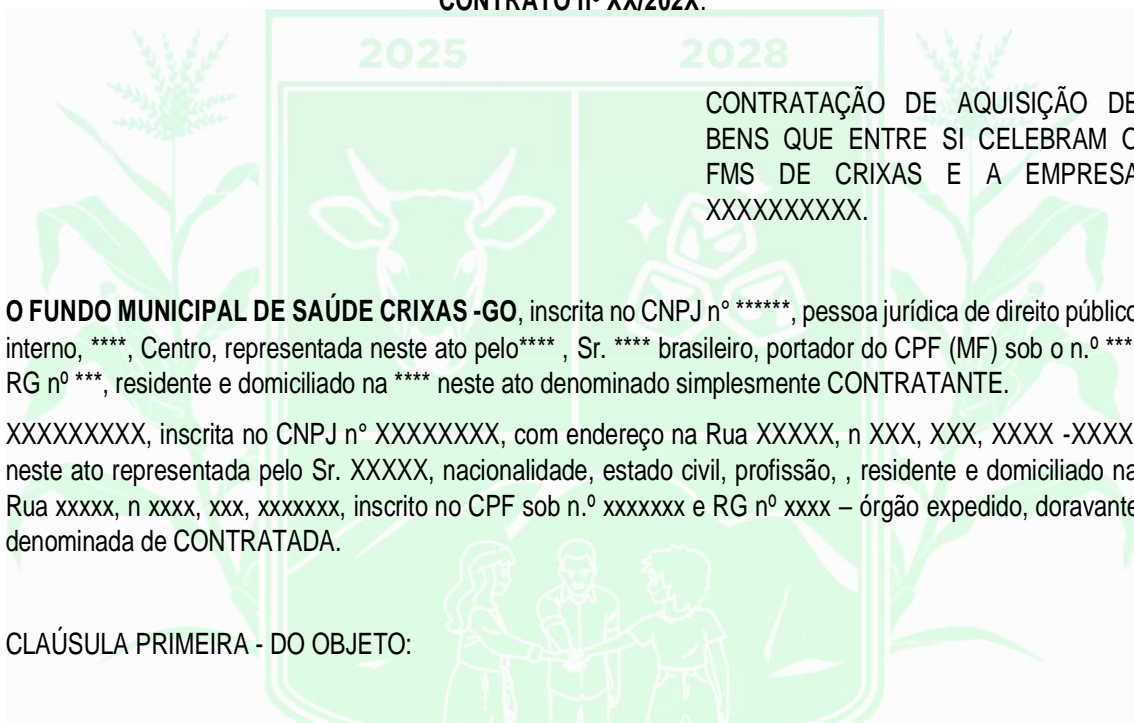 CONTRATO nº XX/202X.
2025 2028
CONTRATAÇÃO DE AQUISIÇÃO DE
BENS QUE ENTRE SI CELEBRAM O
FMS DE CRIXAS E A EMPRESA
XXXXXXXXXX.
O FUNDO MUNICIPAL DE SAÚDE CRIXAS -GO, inscrita no CNPJ n° ******, pessoa jurídica de direito público
interno, ****, Centro, representada neste ato pelo**** , Sr. **** brasileiro, portador do CPF (MF) sob o n.º ***
RG nº ***, residente e domiciliado na **** neste ato denominado simplesmente CONTRATANTE.
XXXXXXXXX, inscrita no CNPJ n° XXXXXXXX, com endereço na Rua XXXXX, n XXX, XXX, XXXX -XXXX
neste ato representada pelo Sr. XXXXX, nacionalidade, estado civil, profissão, , residente e domiciliado na
Rua xxxxx, n xxxx, xxx, xxxxxxx, inscrito no CPF sob n.º xxxxxxx e RG nº xxxx – órgão expedido, doravante
denominada de CONTRATADA.
CLAÚSULA PRIMEIRA - DO OBJETO: